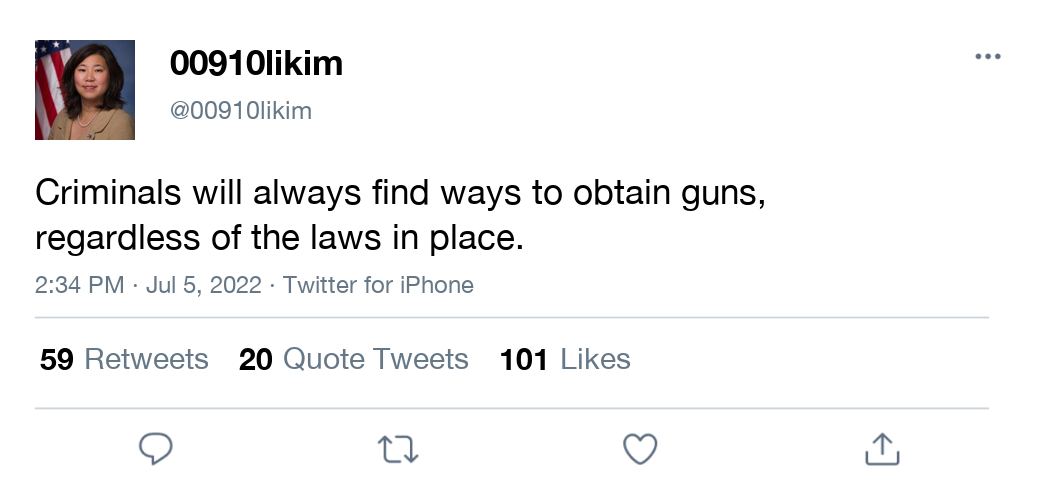 00910likim
@00910likim
Criminals will always find ways to obtain guns,
regardless of the laws in place.
2:34 PM · Jul 5, 2022 · Twitter for iPhone
59 Retweets 20 Quote Tweets 101 Likes